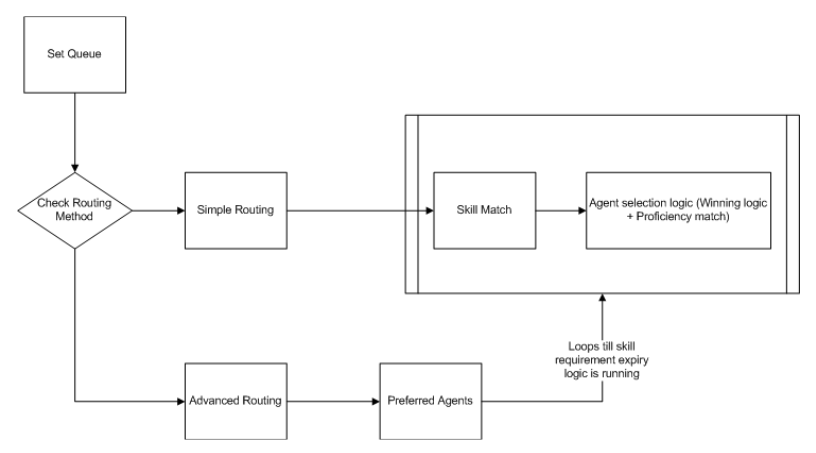 Set Queue
Check Routing
Method
Simple Routing
Skill Match
Agent selection logic (Winning logic
+ Proficiency match)
Loops till skill
requirement expiry
logic is running
Advanced Routing
Preferred Agents